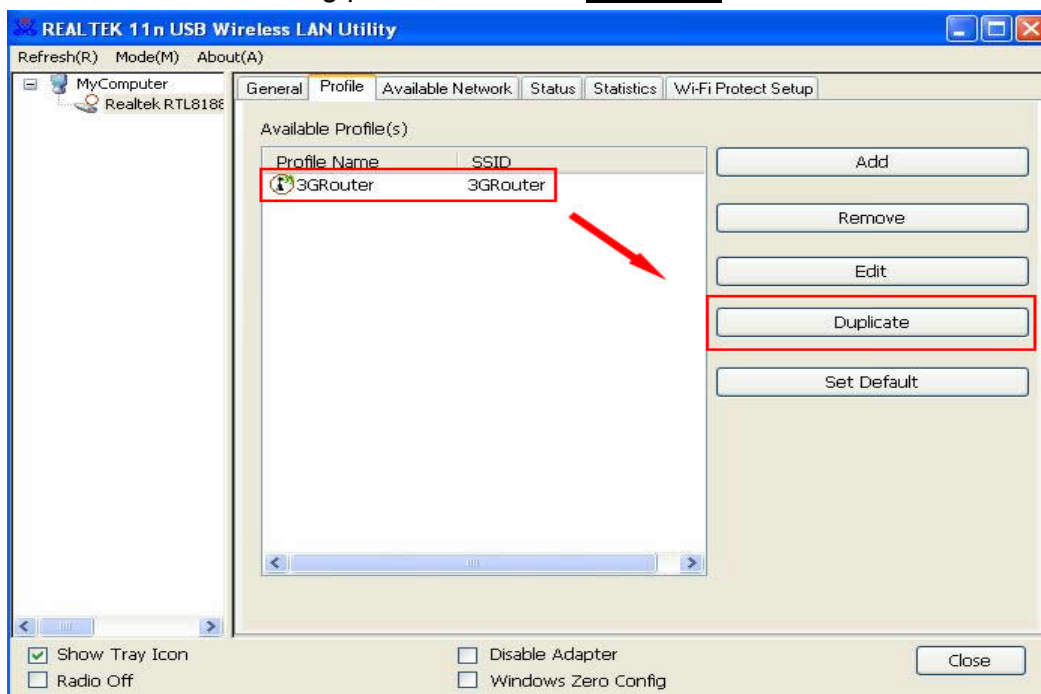 REALTEK 11n USB Wireless LAN Utility
Refresh(R) Mode(M) About(A)
MyComputer
Realtek RTL8188
General Profile Available Network Status Statistics Wi-Fi Protect Setup
Available Profile(s)
Profile Name SSID
3GRouter 3GRouter
Add
Remove
Edit
Duplicate
Set Default
Show Tray Icon
Radio Off
Disable Adapter
Windows Zero Config
Close